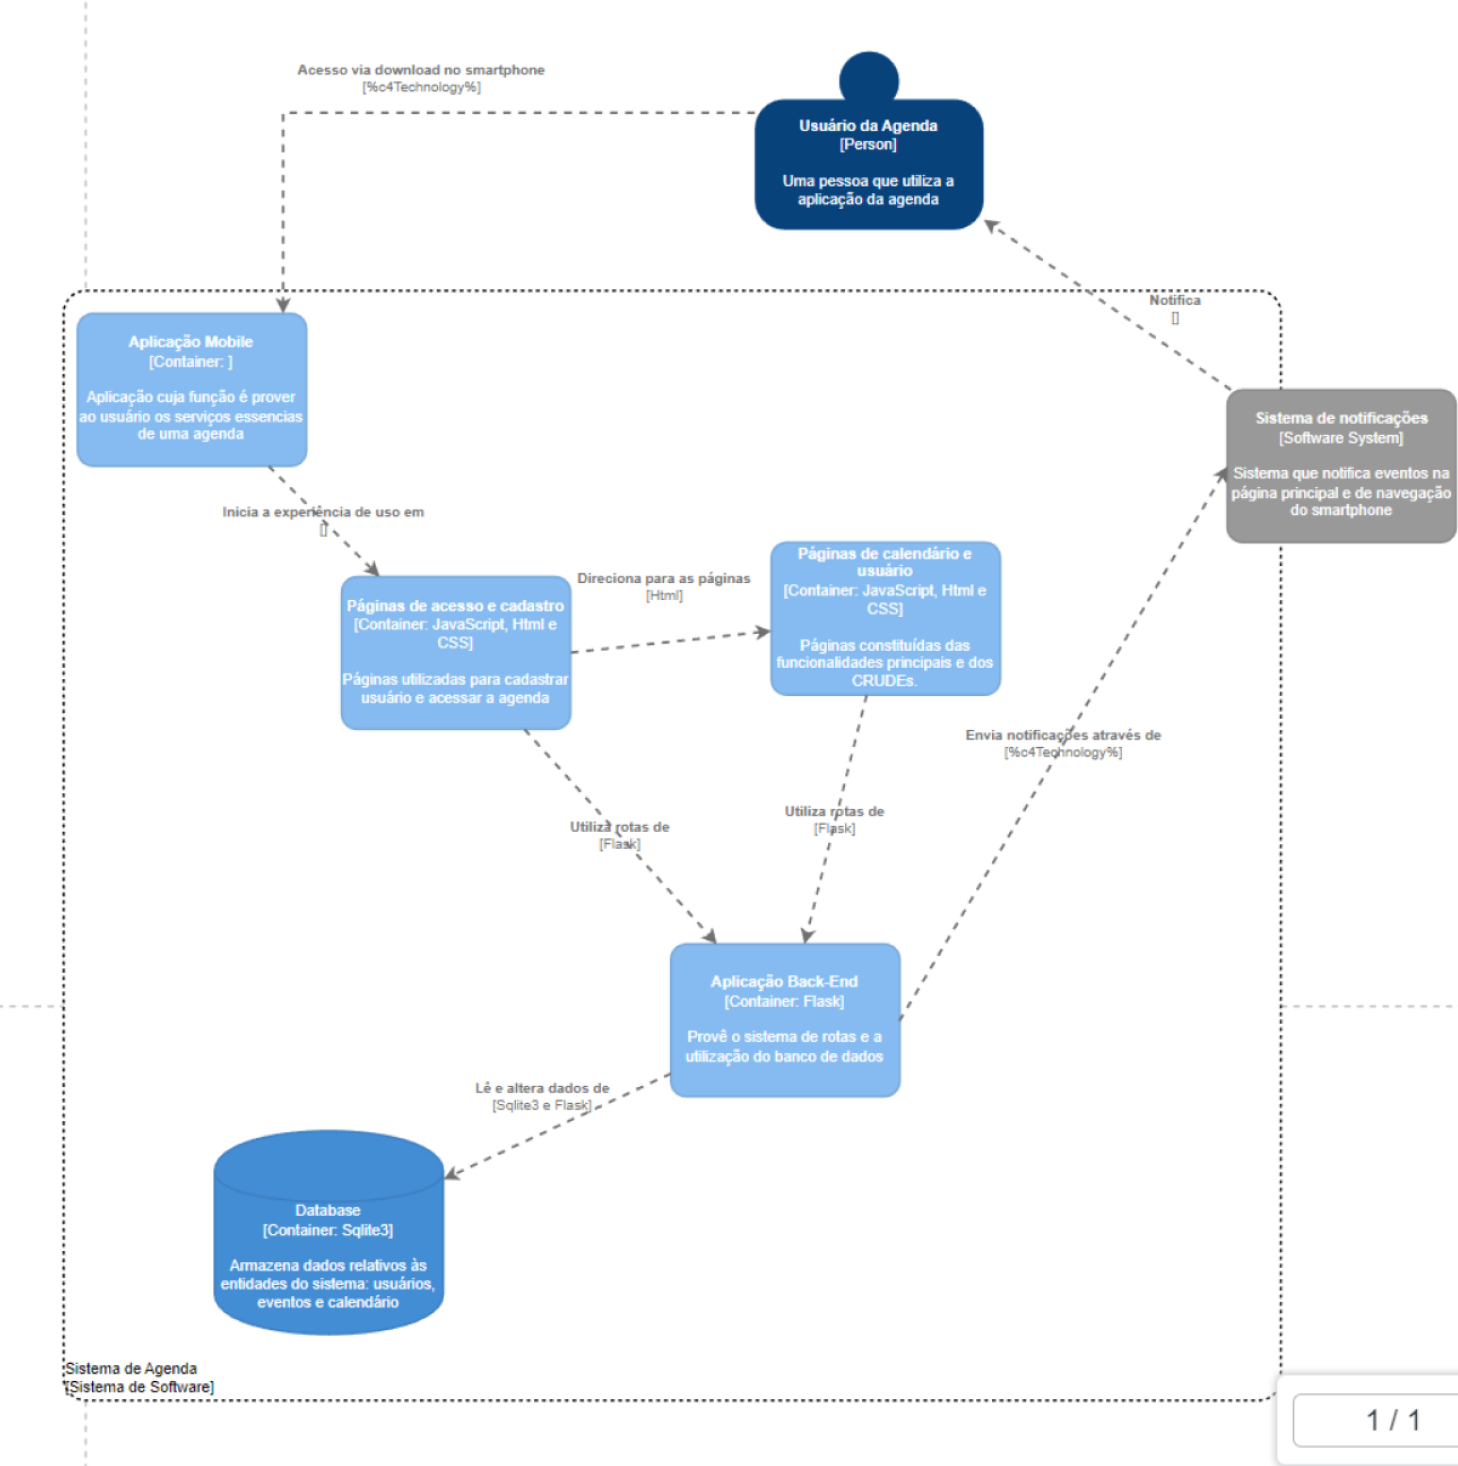 Acesso via download no smartphone
[%c4Technology%]
Usuário da Agenda
[Person]
Uma pessoa que utiliza a
aplicação da agenda
Notifica
[]
Aplicação Mobile
[Container: ]
Aplicação cuja função é prover
ao usuário os serviços essencias
de uma agenda
Sistema de notificações
[Software System]
Sistema que notifica eventos na
página principal e de navegação
do smartphone
Inicia a experiência de uso em
[]
Páginas de acesso e cadastro
[Container: JavaScript, Html e
CSS]
Páginas utilizadas para cadastrar
usuário e acessar a agenda
Direciona para as páginas
[Html]
Páginas de calendário e
usuário
[Container: JavaScript, Html e
CSS]
Páginas constituídas das
funcionalidades principais e dos
CRUDEs.
Envia notificações através de
[%c4Technology%]
Utiliza rotas de
[Flask]
Utiliza rotas de
[Flask]
Aplicação Back-End
[Container: Flask]
Provê o sistema de rotas e a
utilização do banco de dados
Lê e altera dados de
[Sqlite3 e Flask]
Database
[Container: Sqlite3]
Armazena dados relativos às
entidades do sistema: usuários,
eventos e calendário
Sistema de Agenda
[Sistema de Software]
1 / 1